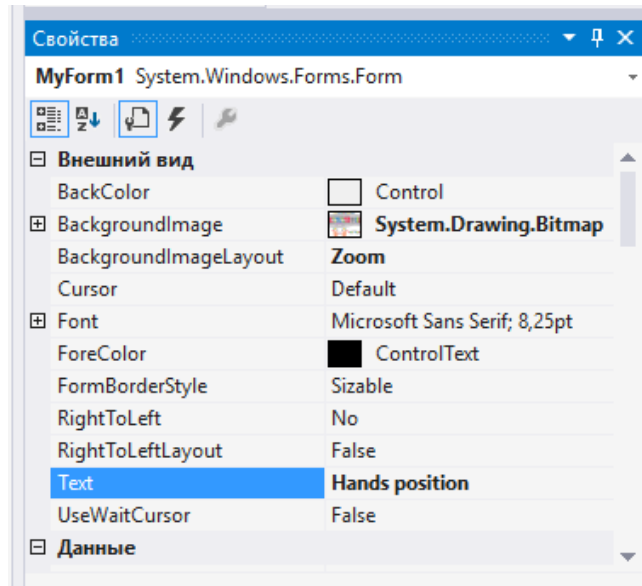 Свойства
MyForm1 System.Windows.Forms.Form
Внешний вид
BackColor Control
BackgroundImage System.Drawing.Bitmap
BackgroundImageLayout Zoom
Cursor Default
Font Microsoft Sans Serif; 8,25pt
ForeColor ControlText
FormBorderStyle Sizable
RightToLeft No
RightToLeftLayout False
Text Hands position
UseWaitCursor False
Данные